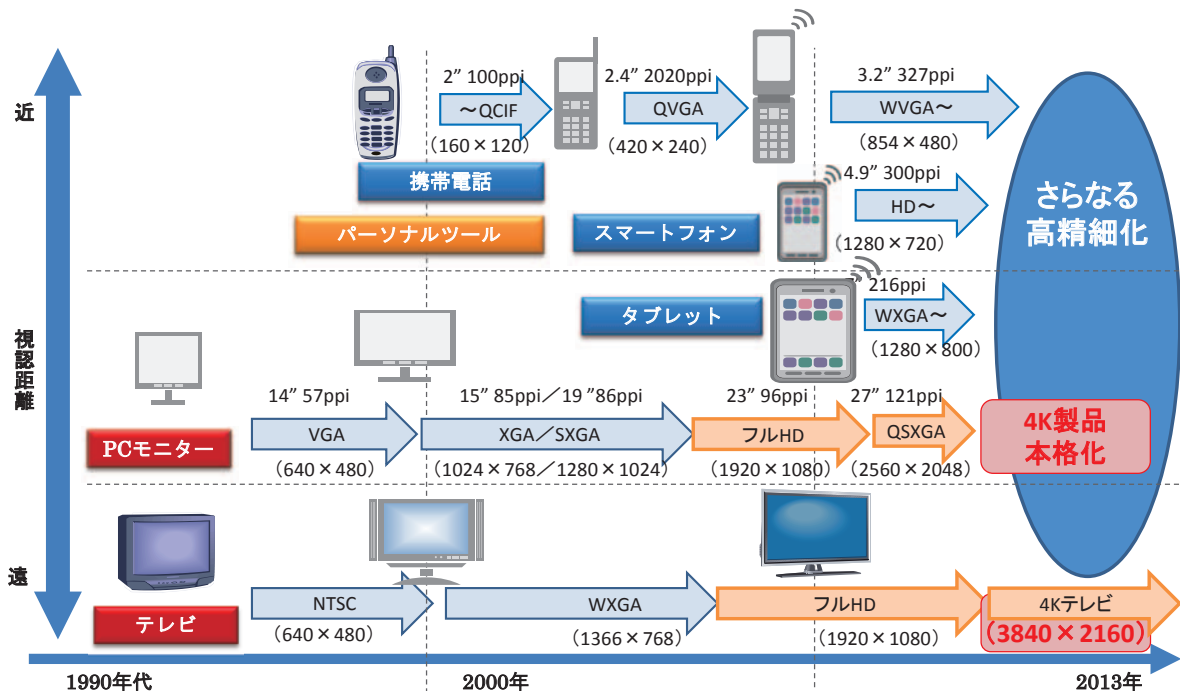 近
視認距離
遠
2” 100ppi
～QCIF
（160×120）
2.4” 2020ppi
QVGA
（420×240）
3.2” 327ppi
WVGA～
（854×480）
携帯電話
パーソナルツール
スマートフォン
4.9” 300ppi
HD～
（1280×720）
さらなる
高精細化
タブレット
” 216ppi
WXGA～
（1280×800）
PCモニター
14” 57ppi
VGA
（640×480）
15” 85ppi／19 ”86ppi
XGA／SXGA
（1024×768／1280×1024）
23” 96ppi
フルHD
（1920×1080）
27” 121ppi
QSXGA
（2560×2048）
4K製品
本格化
テレビ
NTSC
（640×480）
WXGA
（1366×768）
フルHD
（1920×1080）
4Kテレビ
（3840×2160）
1990年代
2000年
2013年